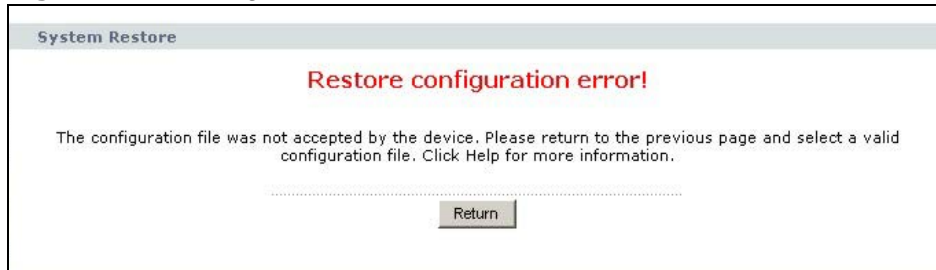 System Restore
Restore configuration error!
The configuration file was not accepted by the device. Please return to the previous page and select a valid
configuration file. Click Help for more information.
Return